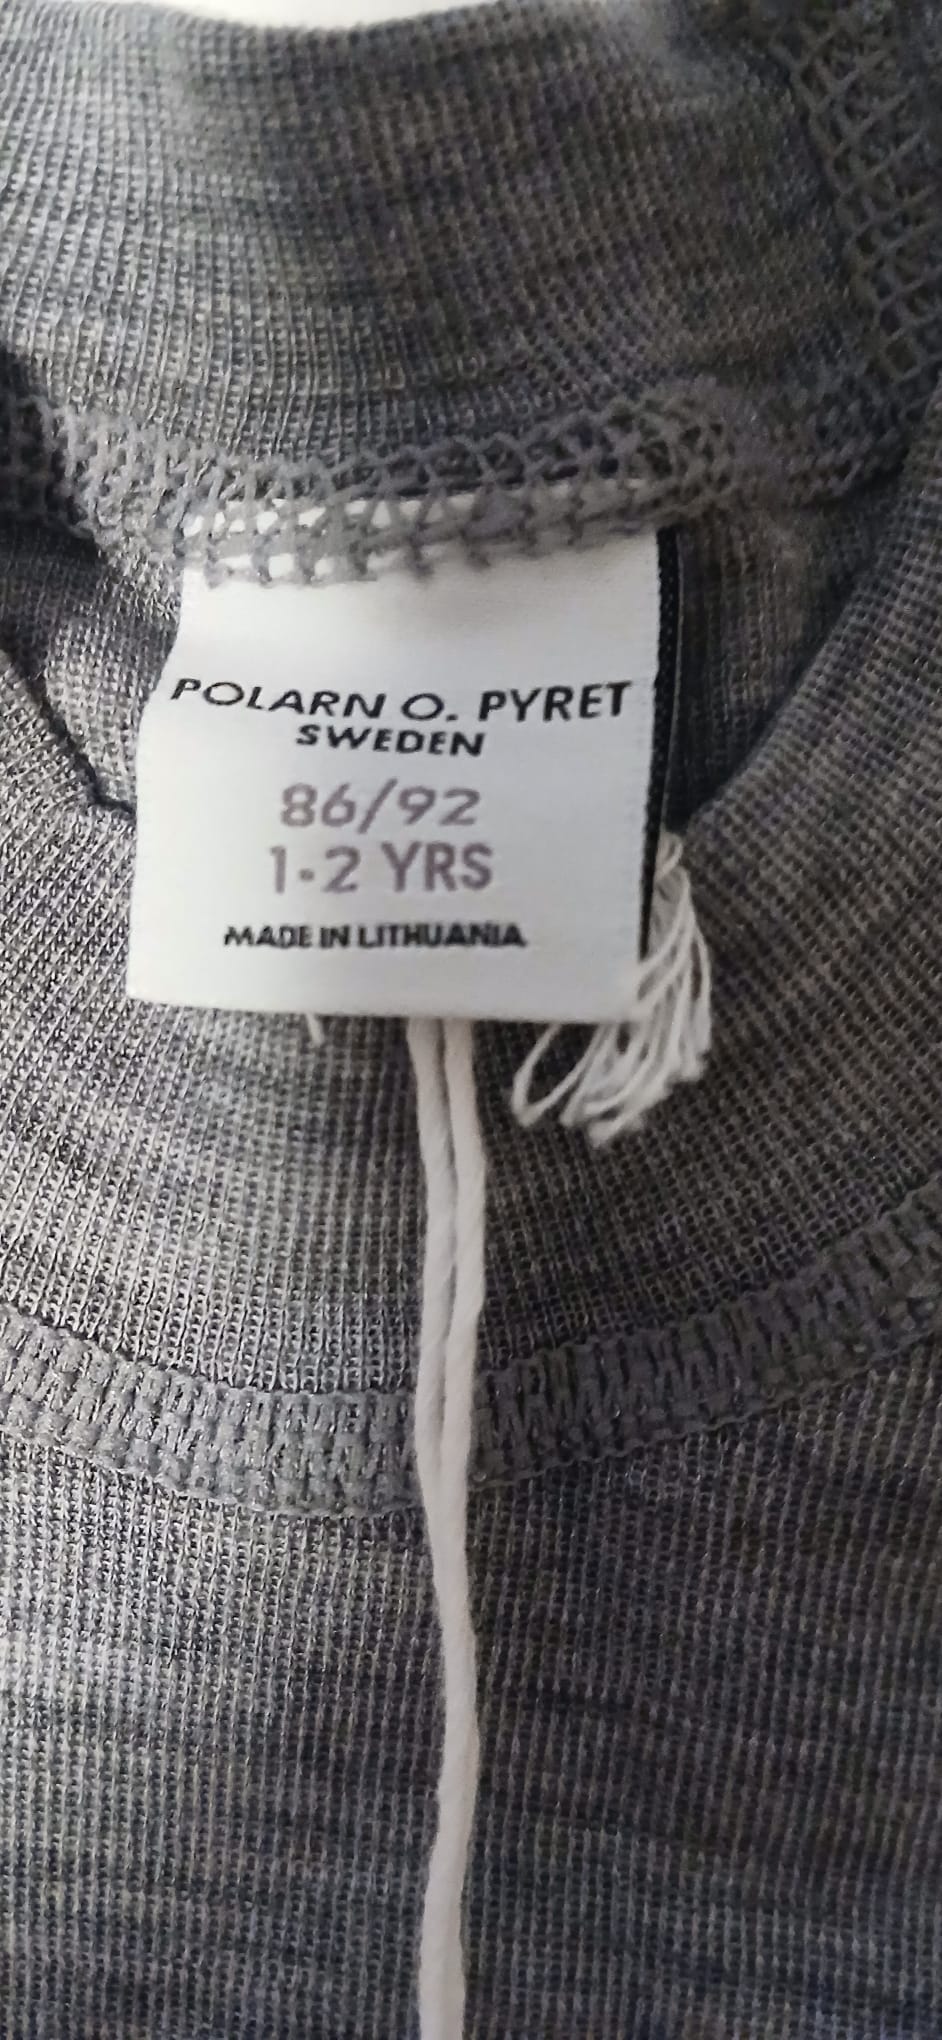 POLARN O. PYRET
SWEDEN
86/92
1-2 YRS
MADE IN LITHUANIA